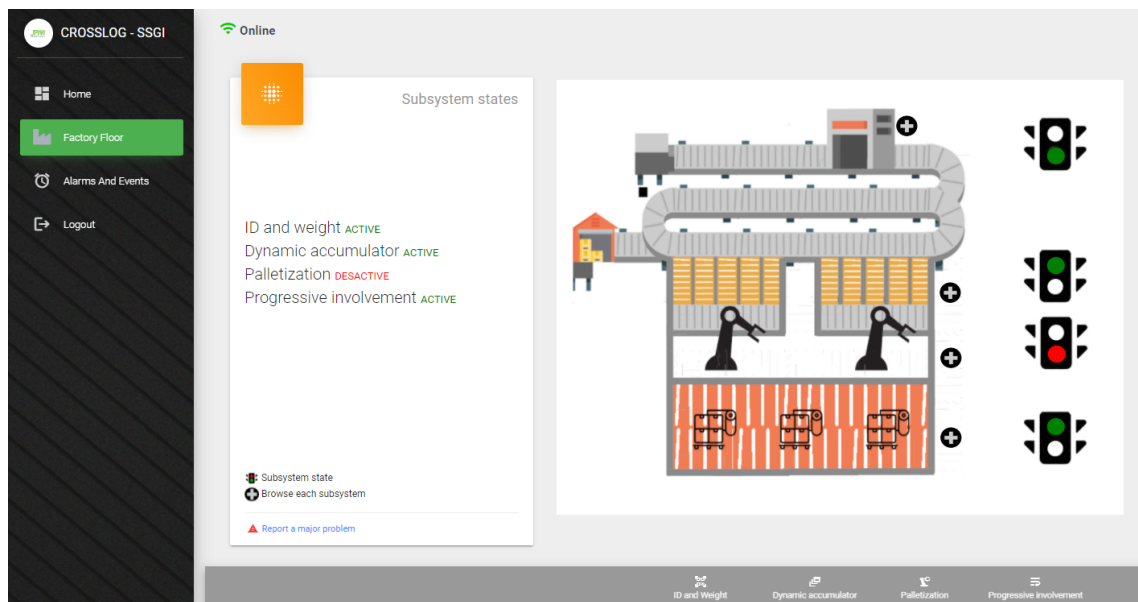 CROSSLOG - SSGI
Home
Factory Floor
Alarms And Events
Logout
Online
Subsystem states
ID and weight ACTIVE
Dynamic accumulator ACTIVE
Palletization DESACTIVE
Progressive involvement ACTIVE
Subsystem state
Browse each subsystem
Report a major problem
ID and Weight
Dynamic accumulator
Palletization
Progressive involvement